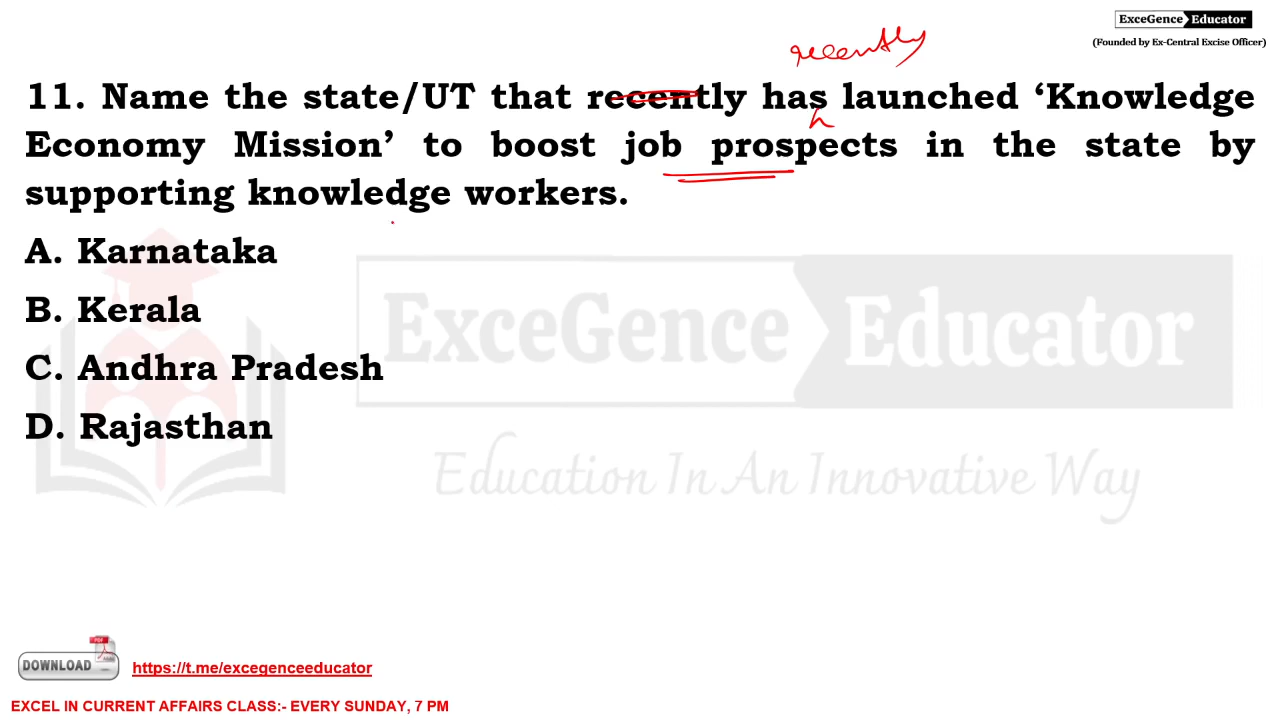 ExceGence Educator
(Founded by Ex-Central Excise Officer)
recently
11. Name the state/UT that recently has launched ‘Knowledge
Economy Mission’ to boost job prospects in the state by
supporting knowledge workers.
A. Karnataka
B. Kerala
C. Andhra Pradesh
D. Rajasthan
ExceGence Educator
Education In An Innovative Way
PDF
DOWNLOAD
https://t.me/excegenceeducator
EXCEL IN CURRENT AFFAIRS CLASS:- EVERY SUNDAY, 7 PM